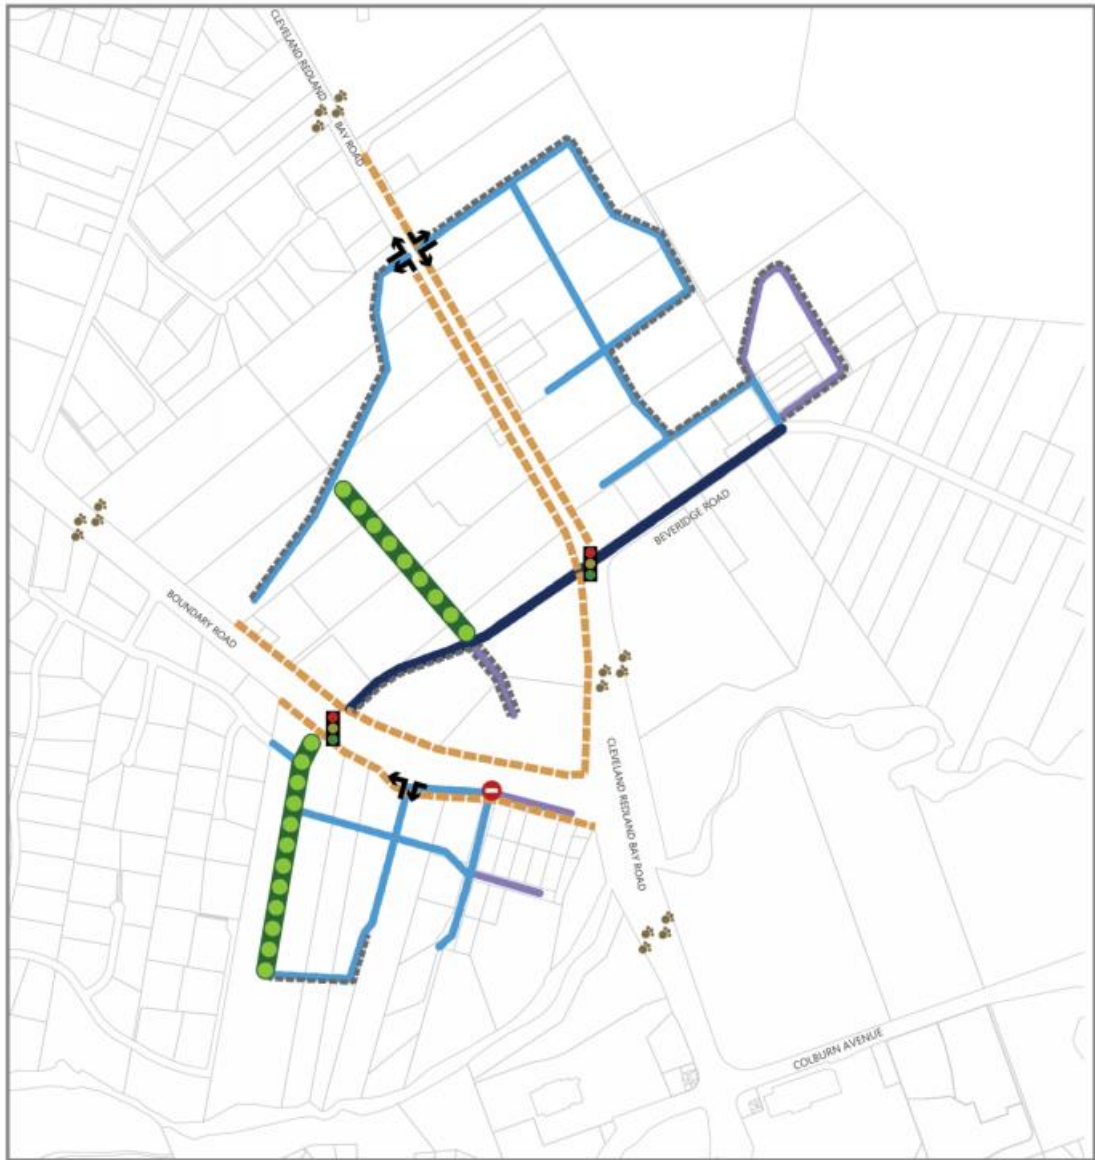 CLEVELAND REDLAND
BAY ROAD
BEVERIDGE ROAD
BOUNDARY ROAD
CLEVELAND REDLAND BAY ROAD
COLBURN AVENUE